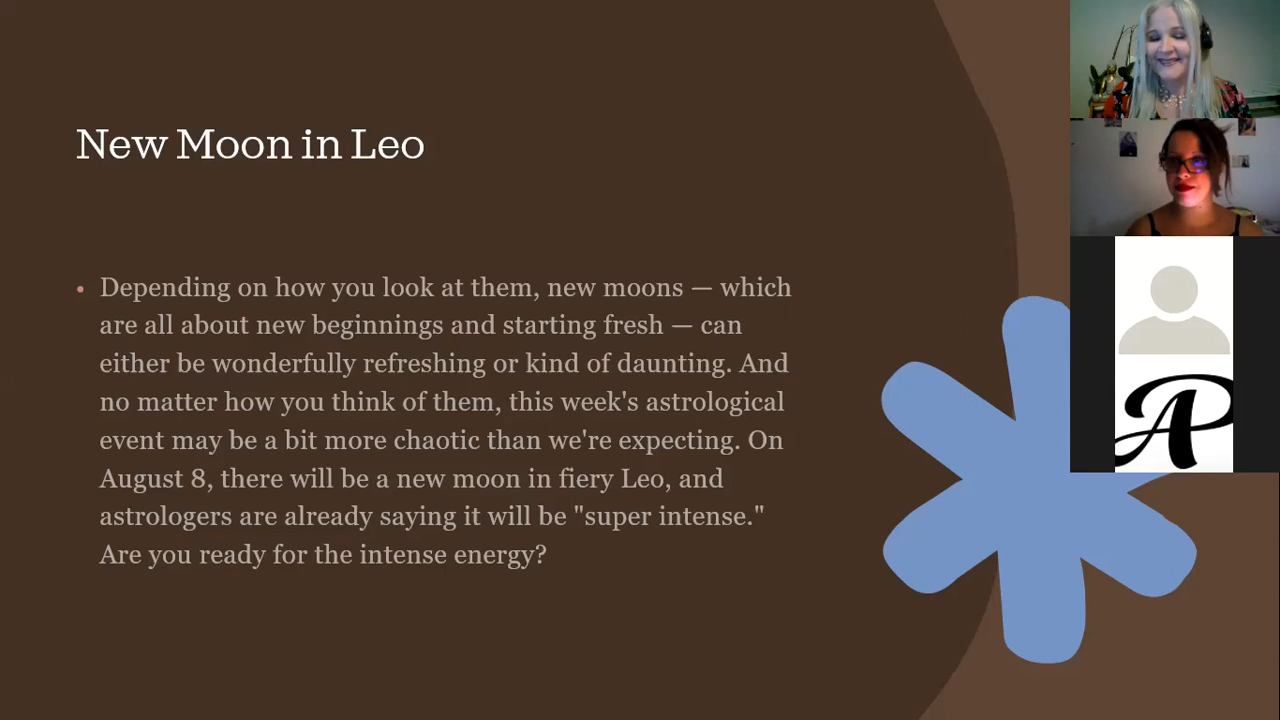 New Moon in Leo
• Depending on how you look at them, new moons — which
are all about new beginnings and starting fresh — can
either be wonderfully refreshing or kind of daunting. And
no matter how you think of them, this week's astrological
event may be a bit more chaotic than we're expecting. On
August 8, there will be a new moon in fiery Leo, and
astrologers are already saying it will be "super intense."
Are you ready for the intense energy?
AP